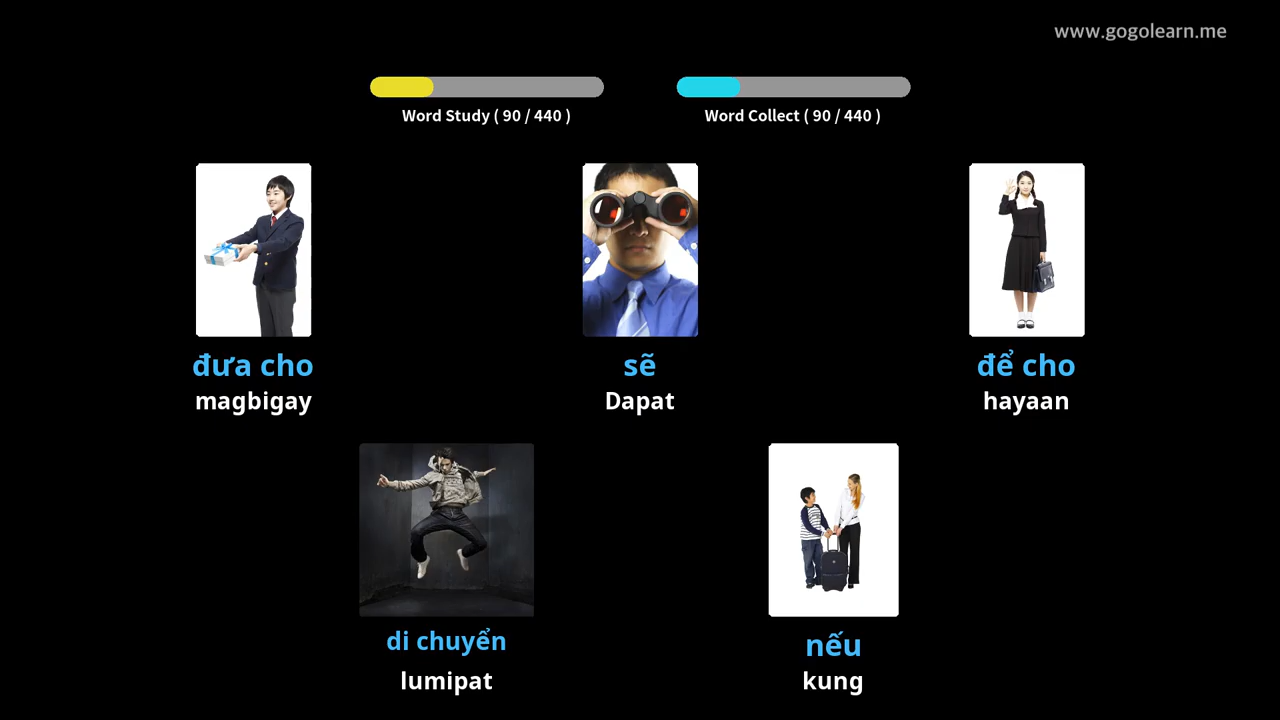 www.gogolearn.me
Word Study ( 90 / 440 )
Word Collect ( 90 / 440 )
đưa cho
magbigay
sẽ
Dapat
để cho
hayaan
di chuyển
lumipat
nếu
kung